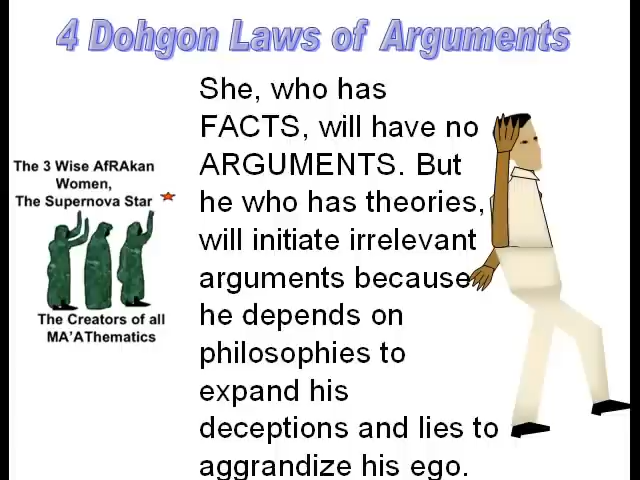 4 Dohgon Laws of Arguments
She, who has
FACTS, will have no
ARGUMENTS. But
he who has theories,
will initiate irrelevant
arguments because
he depends on
philosophies to
expand his
deceptions and lies to
aggrandize his ego.
The 3 Wise AfRAkan
Women,
The Supernova Star
The Creators of all
MA'AThematics